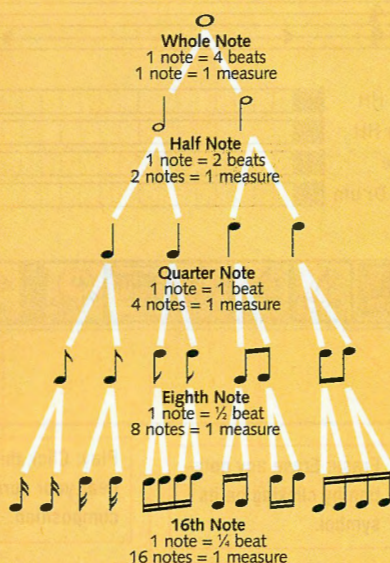 Whole Note
1 note = 4 beats
1 note = 1 measure
Half Note
1 note = 2 beats
2 notes = 1 measure
Quarter Note
1 note = 1 beat
4 notes = 1 measure
Eighth Note
1 note = ½ beat
8 notes = 1 measure
16th Note
1 note = ¼ beat
16 notes = 1 measure